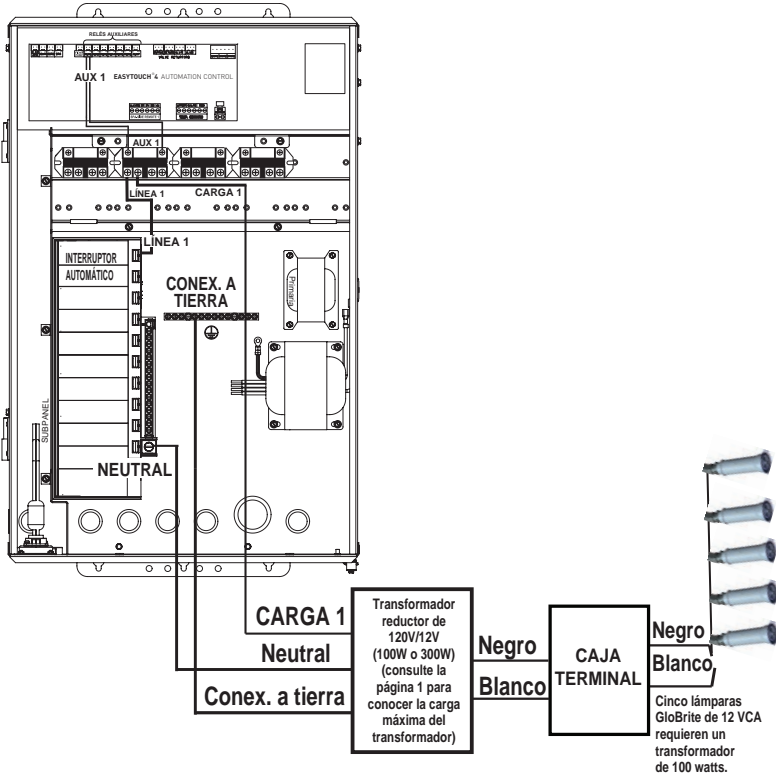 RELÉS AUXILIARES
VALVE ACTUATORS
AUX 1 EASYTOUCH®4 AUTOMATION CONTROL
AUX 1
LÍNEA 1
CARGA 1
LÍNEA 1
INTERRUPTOR
AUTOMÁTICO
CONEX. A
TIERRA
Primaria
SUBPANEL
NEUTRAL
CARGA 1
Neutral
Conex. a tierra
Transformador
reductor de
120V/12V
(100W o 300W)
(consulte la
página 1 para
conocer la carga
máxima del
transformador)
Negro
Blanco
CAJA
TERMINAL
Negro
Blanco
Cinco lámparas
GloBrite de 12 VCA
requieren un
transformador
de 100 watts.